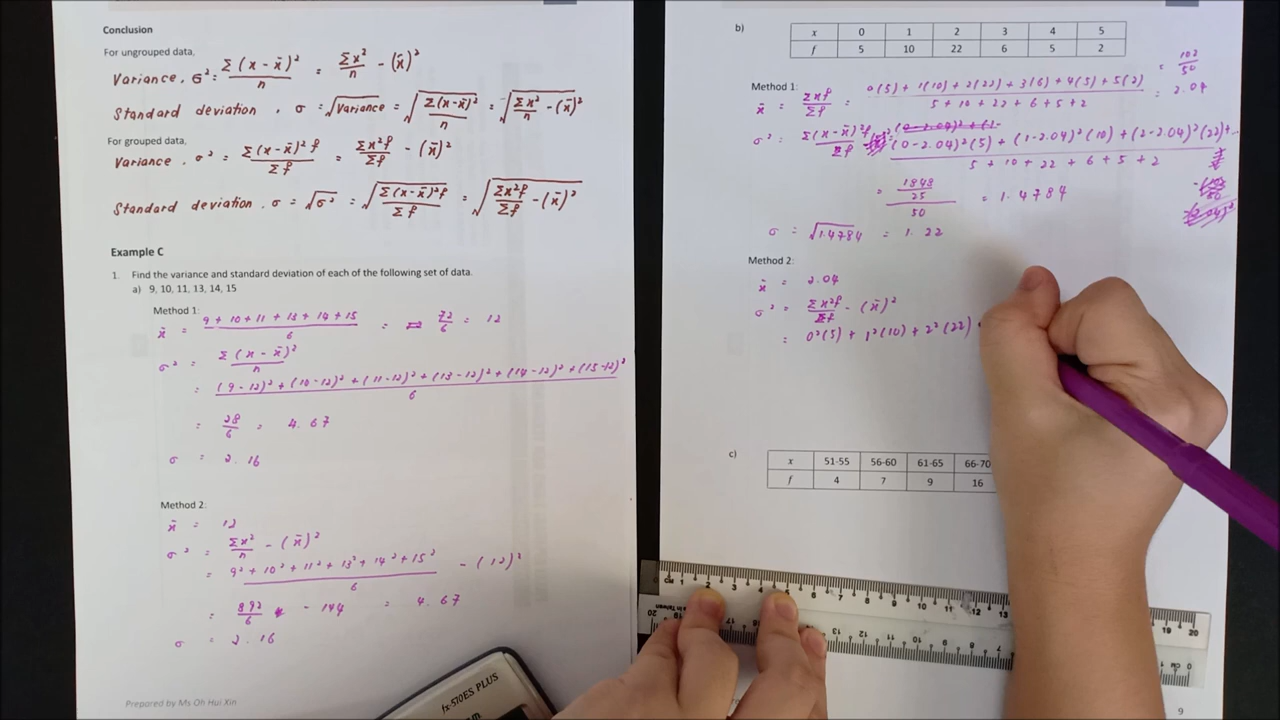 Conclusion
For ungrouped data,
Variance, σ² = Σ(x - x̄)²/n = Σx²/n - (x̄)²
Standard deviation, σ = √Variance = √(Σ(x-x̄)²/n) = √(Σx²/n - (x̄)²)
For grouped data,
Variance, σ² = Σ(x-x̄)² f/Σf = Σx²f/Σf - (x̄)²
Standard deviation, σ = √σ² = √(Σ(x-x̄)²f/Σf) = √(Σx²f/Σf - (x̄)²)
Example C
1. Find the variance and standard deviation of each of the following set of data.
a) 9, 10, 11, 13, 14, 15
Method 1:
x̄ = (9 + 10 + 11 + 13 + 14 + 15)/6 = 72/6 = 12
σ² = Σ(x - x̄)²/n
= ((9-12)² + (10-12)² + (11-12)² + (13-12)² + (14-12)² + (15-12)²)/6
= 28/6 = 4.67
σ = 2.16
Method 2:
x̄ = 12
σ² = Σx²/n - (x̄)²
= (9² + 10² + 11² + 13² + 14² + 15²)/6 - (12)²
= 892/6 - 144 = 4.67
σ = 2.16
Prepared by Ms Oh Hui Xin
fx-570ES PLUS
b)
x 0 1 2 3 4 5
f 5 10 22 6 5 2
Method 1:
x̄ = Σxf/Σf = (0(5) + 1(10) + 2(22) + 3(6) + 4(5) + 5(2))/(5 + 10 + 22 + 6 + 5 + 2) = 102/50
= 2.04
σ² = Σ(x-x̄)²f/Σf = ((0-2.04)²(5) + (1-2.04)²(10) + (2-2.04)²(22) + ...)/(5 + 10 + 22 + 6 + 5 + 2)
= (1848/25)/50 = 1.4784
σ = √1.4784 = 1.22
Method 2:
x̄ = 2.04
σ² = Σx²f/Σf - (x̄)²
= 0²(5) + 1²(10) + 2²(22)
c)
x 51-55 56-60 61-65 66-70
f 4 7 9 16
9